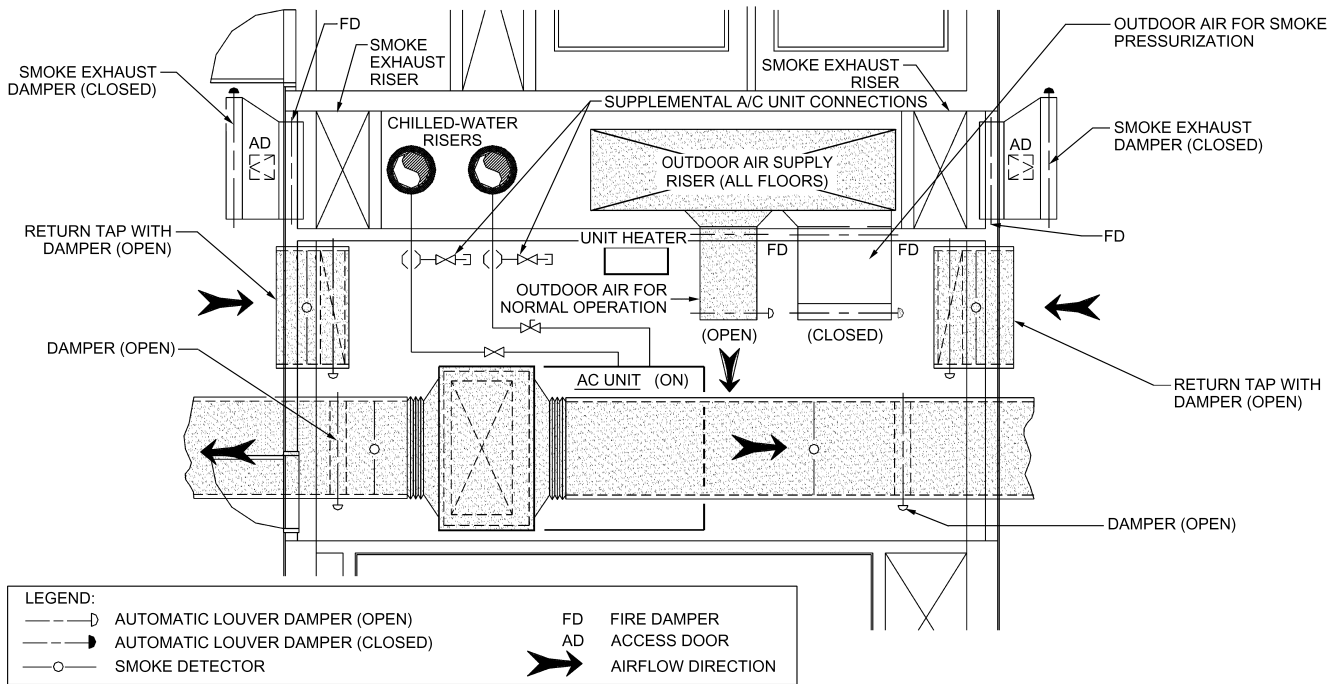 FD
OUTDOOR AIR FOR SMOKE
PRESSURIZATION
SMOKE
EXHAUST
RISER
SMOKE EXHAUST
RISER
SMOKE EXHAUST
DAMPER (CLOSED)
SUPPLEMENTAL A/C UNIT CONNECTIONS
CHILLED-WATER
RISERS
SMOKE EXHAUST
DAMPER (CLOSED)
AD
AD
OUTDOOR AIR SUPPLY
RISER (ALL FLOORS)
RETURN TAP WITH
DAMPER (OPEN)
UNIT HEATER
FD
FD
FD
OUTDOOR AIR FOR
NORMAL OPERATION
(OPEN)
(CLOSED)
DAMPER (OPEN)
AC UNIT (ON)
RETURN TAP WITH
DAMPER (OPEN)
DAMPER (OPEN)
LEGEND:
AUTOMATIC LOUVER DAMPER (OPEN)
AUTOMATIC LOUVER DAMPER (CLOSED)
SMOKE DETECTOR
FD FIRE DAMPER
AD ACCESS DOOR
AIRFLOW DIRECTION